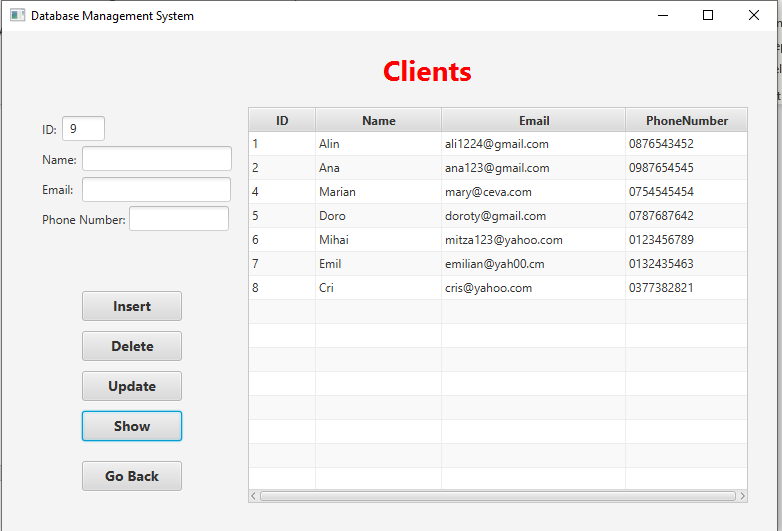 Database Management System
Clients
ID: 9
Name:
Email:
Phone Number:
Insert
Delete
Update
Show
Go Back
ID Name Email PhoneNumber
1 Alin ali1224@gmail.com 0876543452
2 Ana ana123@gmail.com 0987654545
4 Marian mary@ceva.com 0754545454
5 Doro doroty@gmail.com 0787687642
6 Mihai mitza123@yahoo.com 0123456789
7 Emil emilian@yah00.cm 0132435463
8 Cri cris@yahoo.com 0377382821